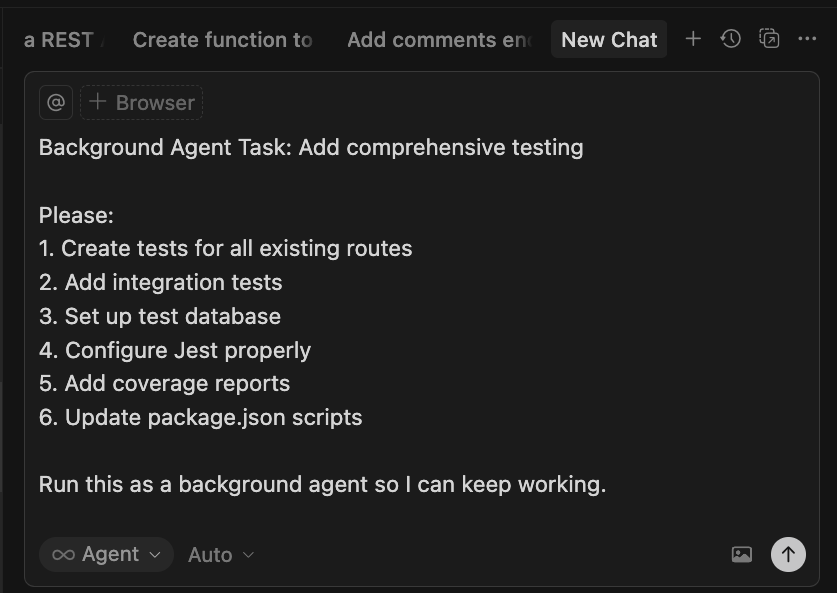 a REST
Create function to
Add comments en
New Chat
@
+ Browser
Background Agent Task: Add comprehensive testing
Please:
1. Create tests for all existing routes
2. Add integration tests
3. Set up test database
4. Configure Jest properly
5. Add coverage reports
6. Update package.json scripts
Run this as a background agent so I can keep working.
∞ Agent
Auto